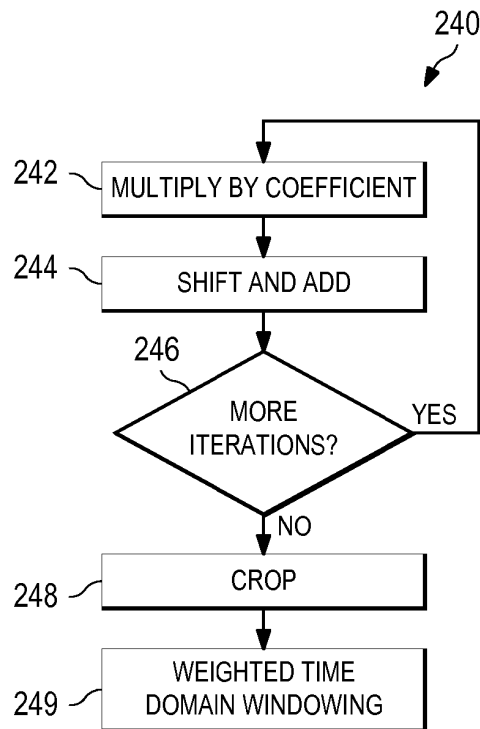 240
242
MULTIPLY BY COEFFICIENT
244
SHIFT AND ADD
246
MORE
ITERATIONS?
YES
NO
248
CROP
249
WEIGHTED TIME
DOMAIN WINDOWING